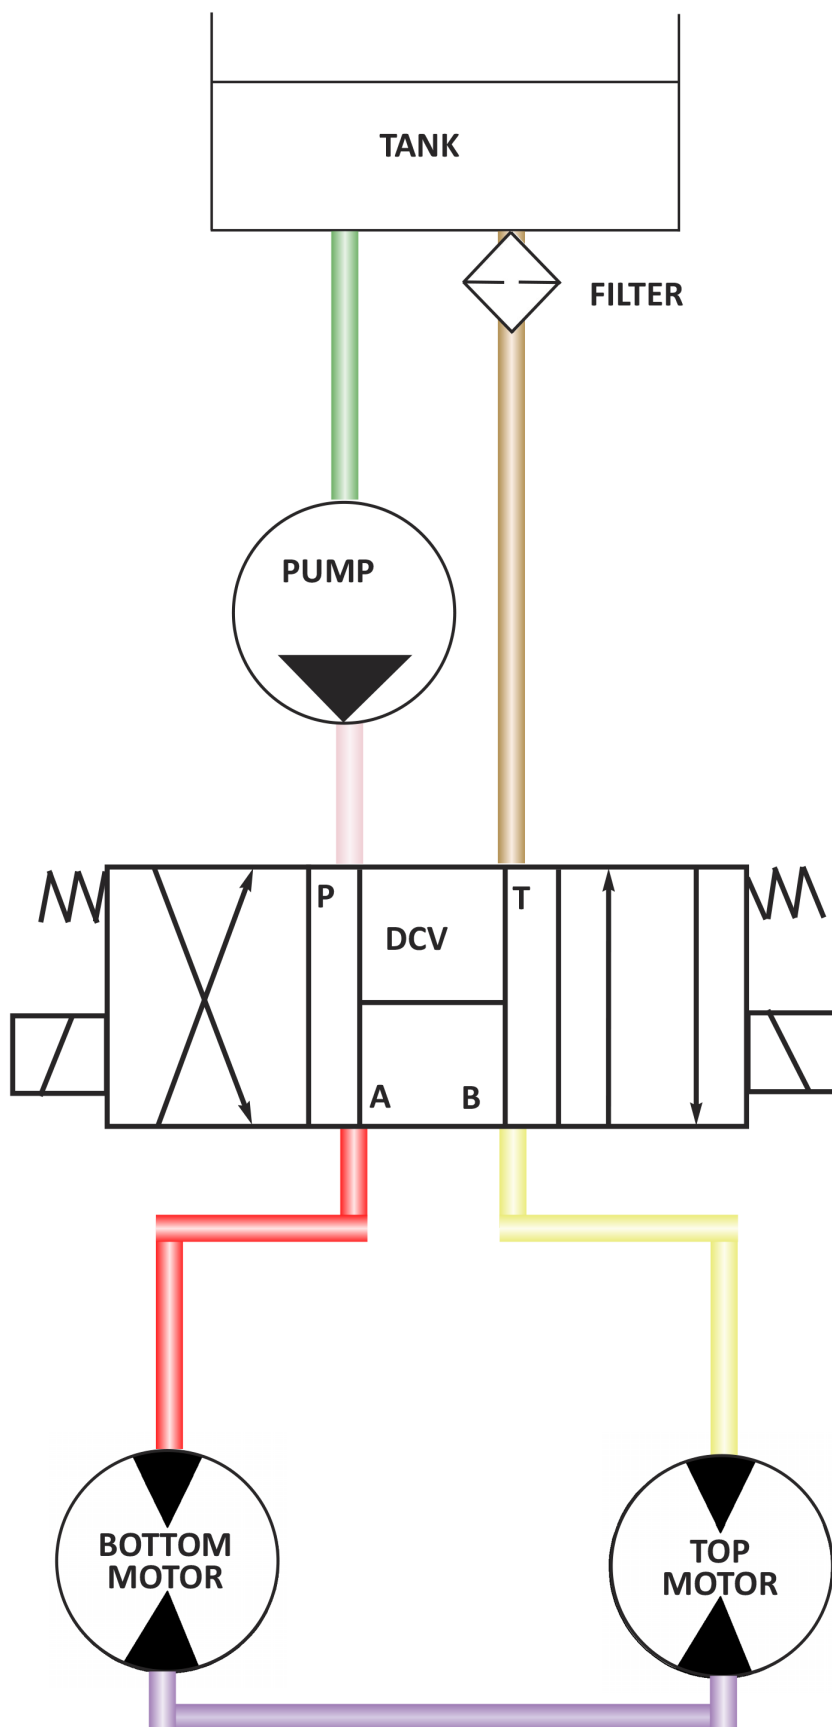 TANK
FILTER
PUMP
P
T
DCV
A
B
BOTTOM
MOTOR
TOP
MOTOR